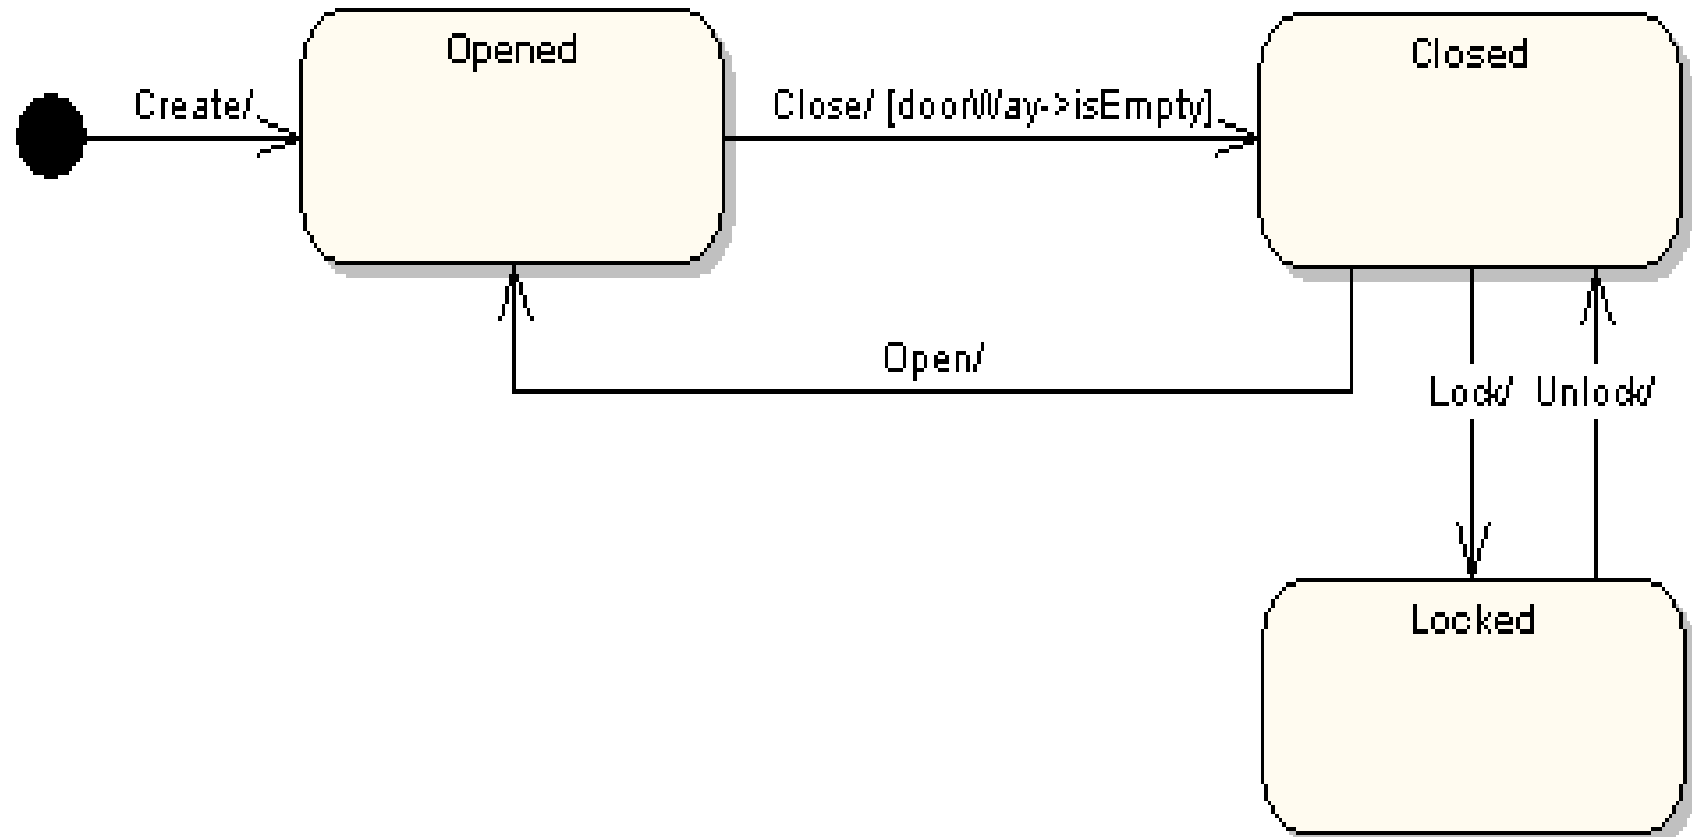 Opened
Closed
Create/
Close/ [doorWay->isEmpty]
Open/
Lock/
Unlock/
Locked